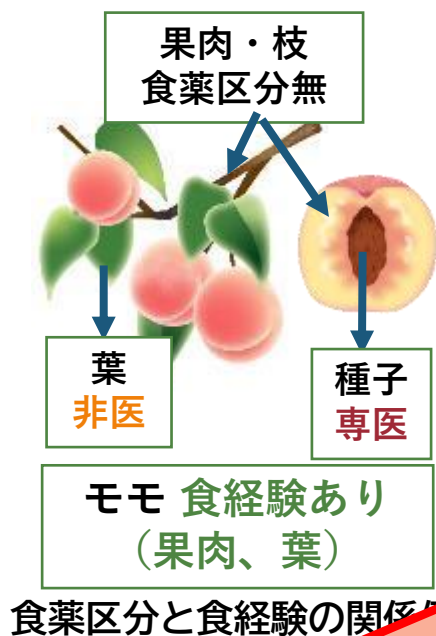 果肉・枝
食薬区分無
葉
非医
種子
専医
モモ 食経験あり
（果肉、葉）
食薬区分と食経験の関係